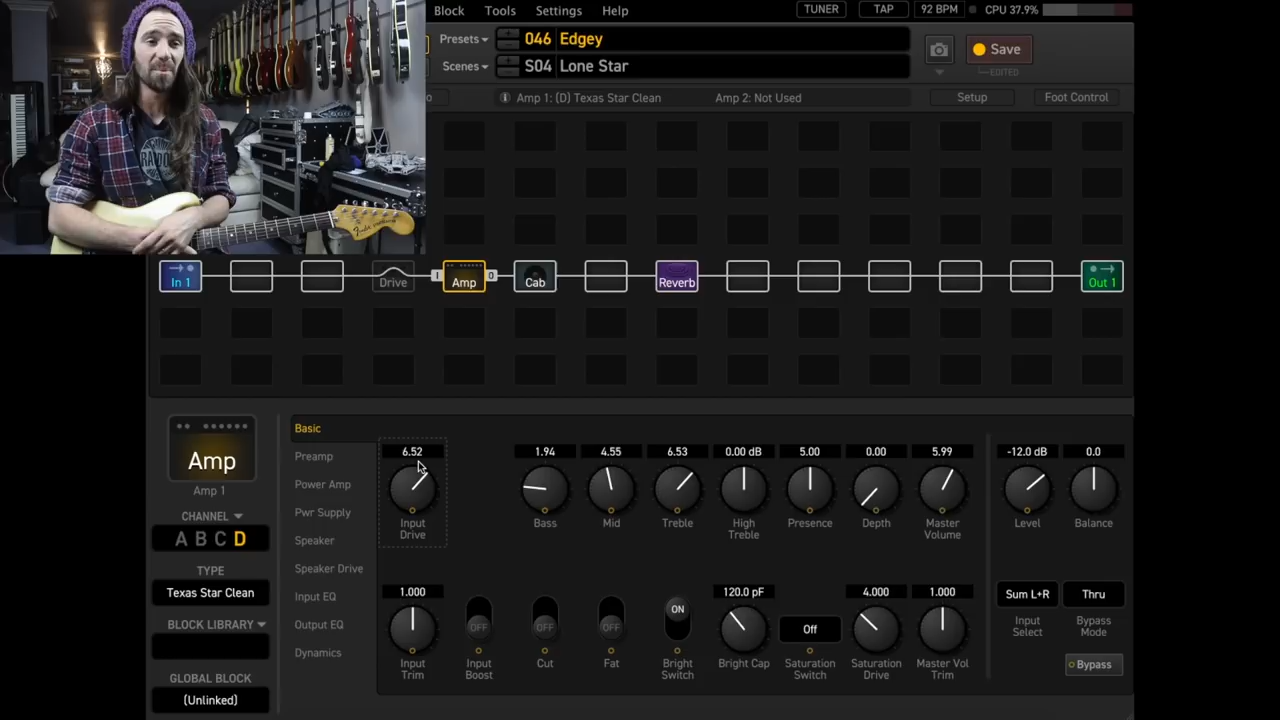 Block Tools Settings Help TUNER TAP 92 BPM CPU 37.9%
Presets 046 Edgey Save
EDITED
Scenes S04 Lone Star
Amp 1: (D) Texas Star Clean Amp 2: Not Used Setup Foot Control
In 1 Drive I Amp O Cab Reverb Out 1
Amp
Amp 1
CHANNEL
A B C D
TYPE
Texas Star Clean
BLOCK LIBRARY
GLOBAL BLOCK
(Unlinked)
Basic
Preamp
Power Amp
Pwr Supply
Speaker
Speaker Drive
Input EQ
Output EQ
Dynamics
6.52 1.94 4.55 6.53 0.00 dB 5.00 0.00 5.99 -12.0 dB 0.0
Input Drive Bass Mid Treble High Treble Presence Depth Master Volume Level Balance
1.000 OFF OFF OFF ON 120.0 pF Off 4.000 1.000 Sum L+R Thru
Input Trim Input Boost Cut Fat Bright Switch Bright Cap Saturation Switch Saturation Drive Master Vol Trim Input Select Bypass Mode
Bypass